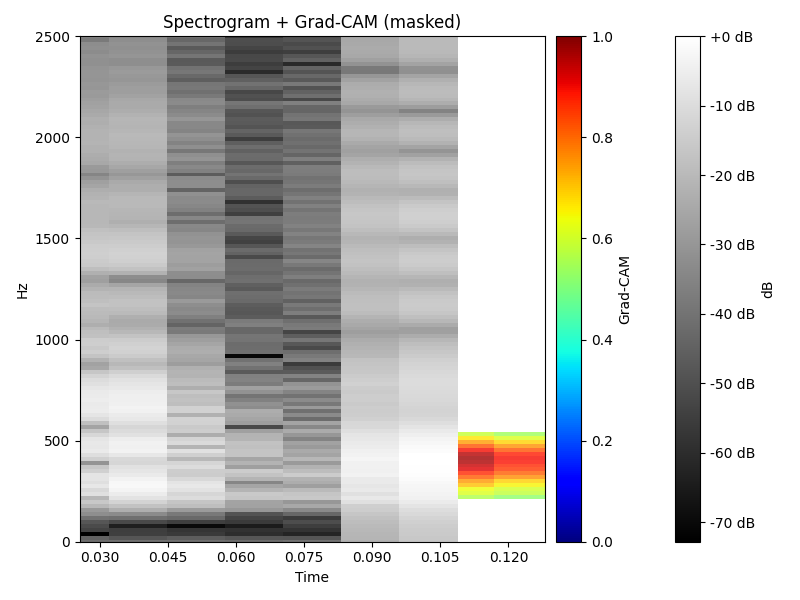 Spectrogram + Grad-CAM (masked)
2500
2000
1500
1000
500
0
Hz
0.030 0.045 0.060 0.075 0.090 0.105 0.120
Time
1.0
0.8
0.6
0.4
0.2
0.0
Grad-CAM
+0 dB
-10 dB
-20 dB
-30 dB
-40 dB
-50 dB
-60 dB
-70 dB
dB